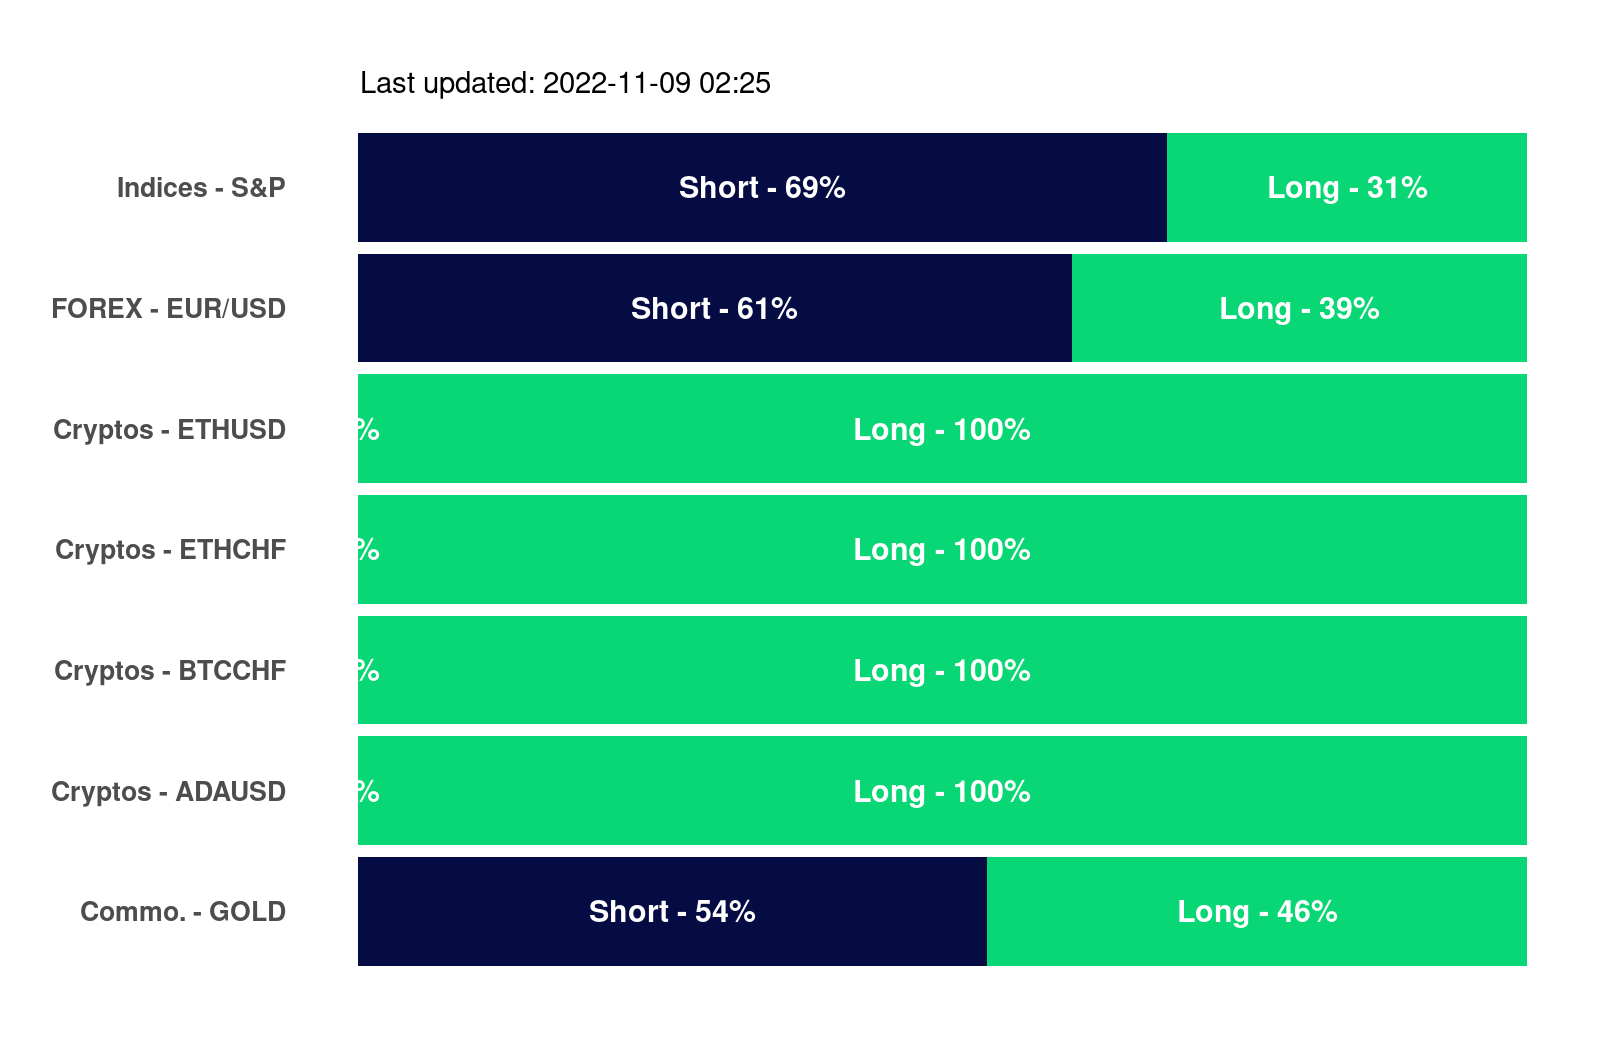 Last updated: 2022-11-09 02:25
Indices - S&P Short - 69% Long - 31%
FOREX - EUR/USD Short - 61% Long - 39%
Cryptos - ETHUSD % Long - 100%
Cryptos - ETHCHF % Long - 100%
Cryptos - BTCCHF % Long - 100%
Cryptos - ADAUSD % Long - 100%
Commo. - GOLD Short - 54% Long - 46%